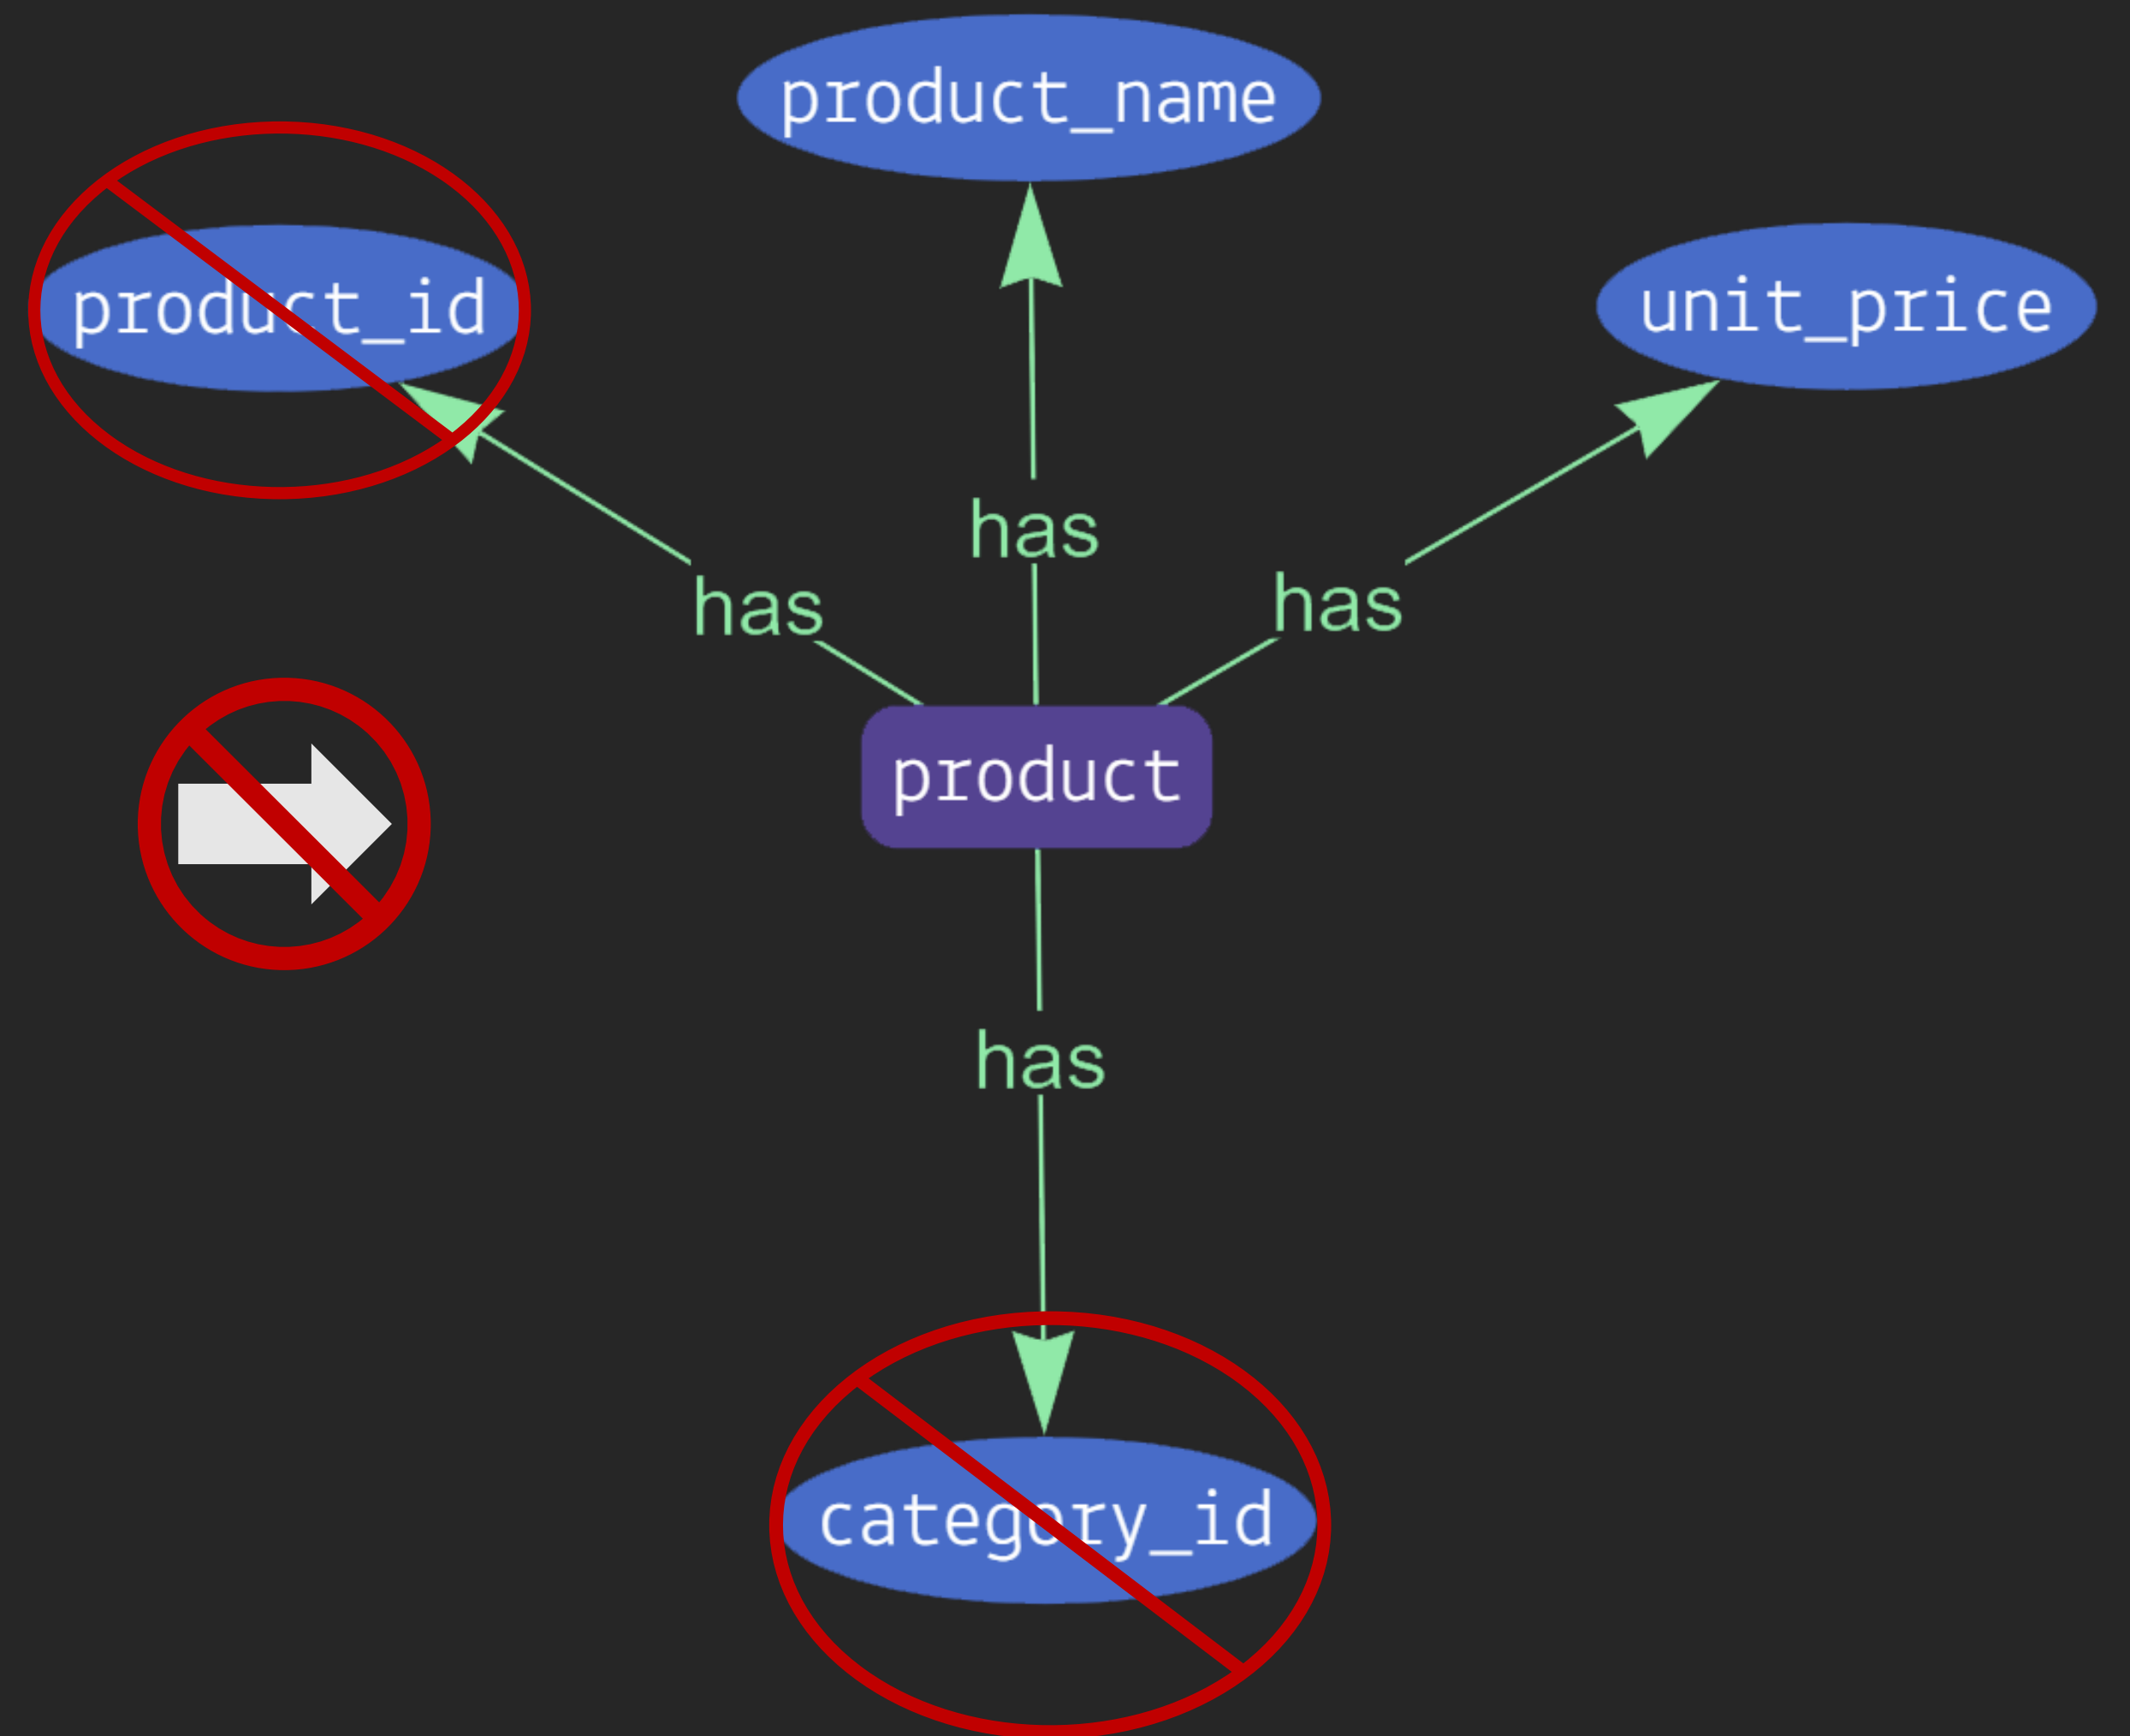 product_name
product_id
unit_price
has
has
has
product
has
category_id